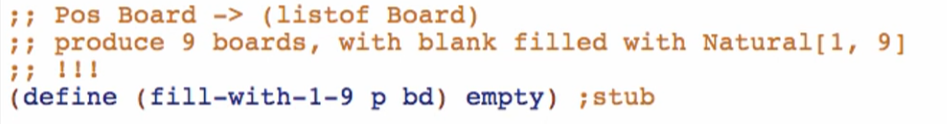 ;; Pos Board -> (listof Board)
;; produce 9 boards, with blank filled with Natural[1, 9]
;; !!!
(define (fill-with-1-9 p bd) empty) ;stub